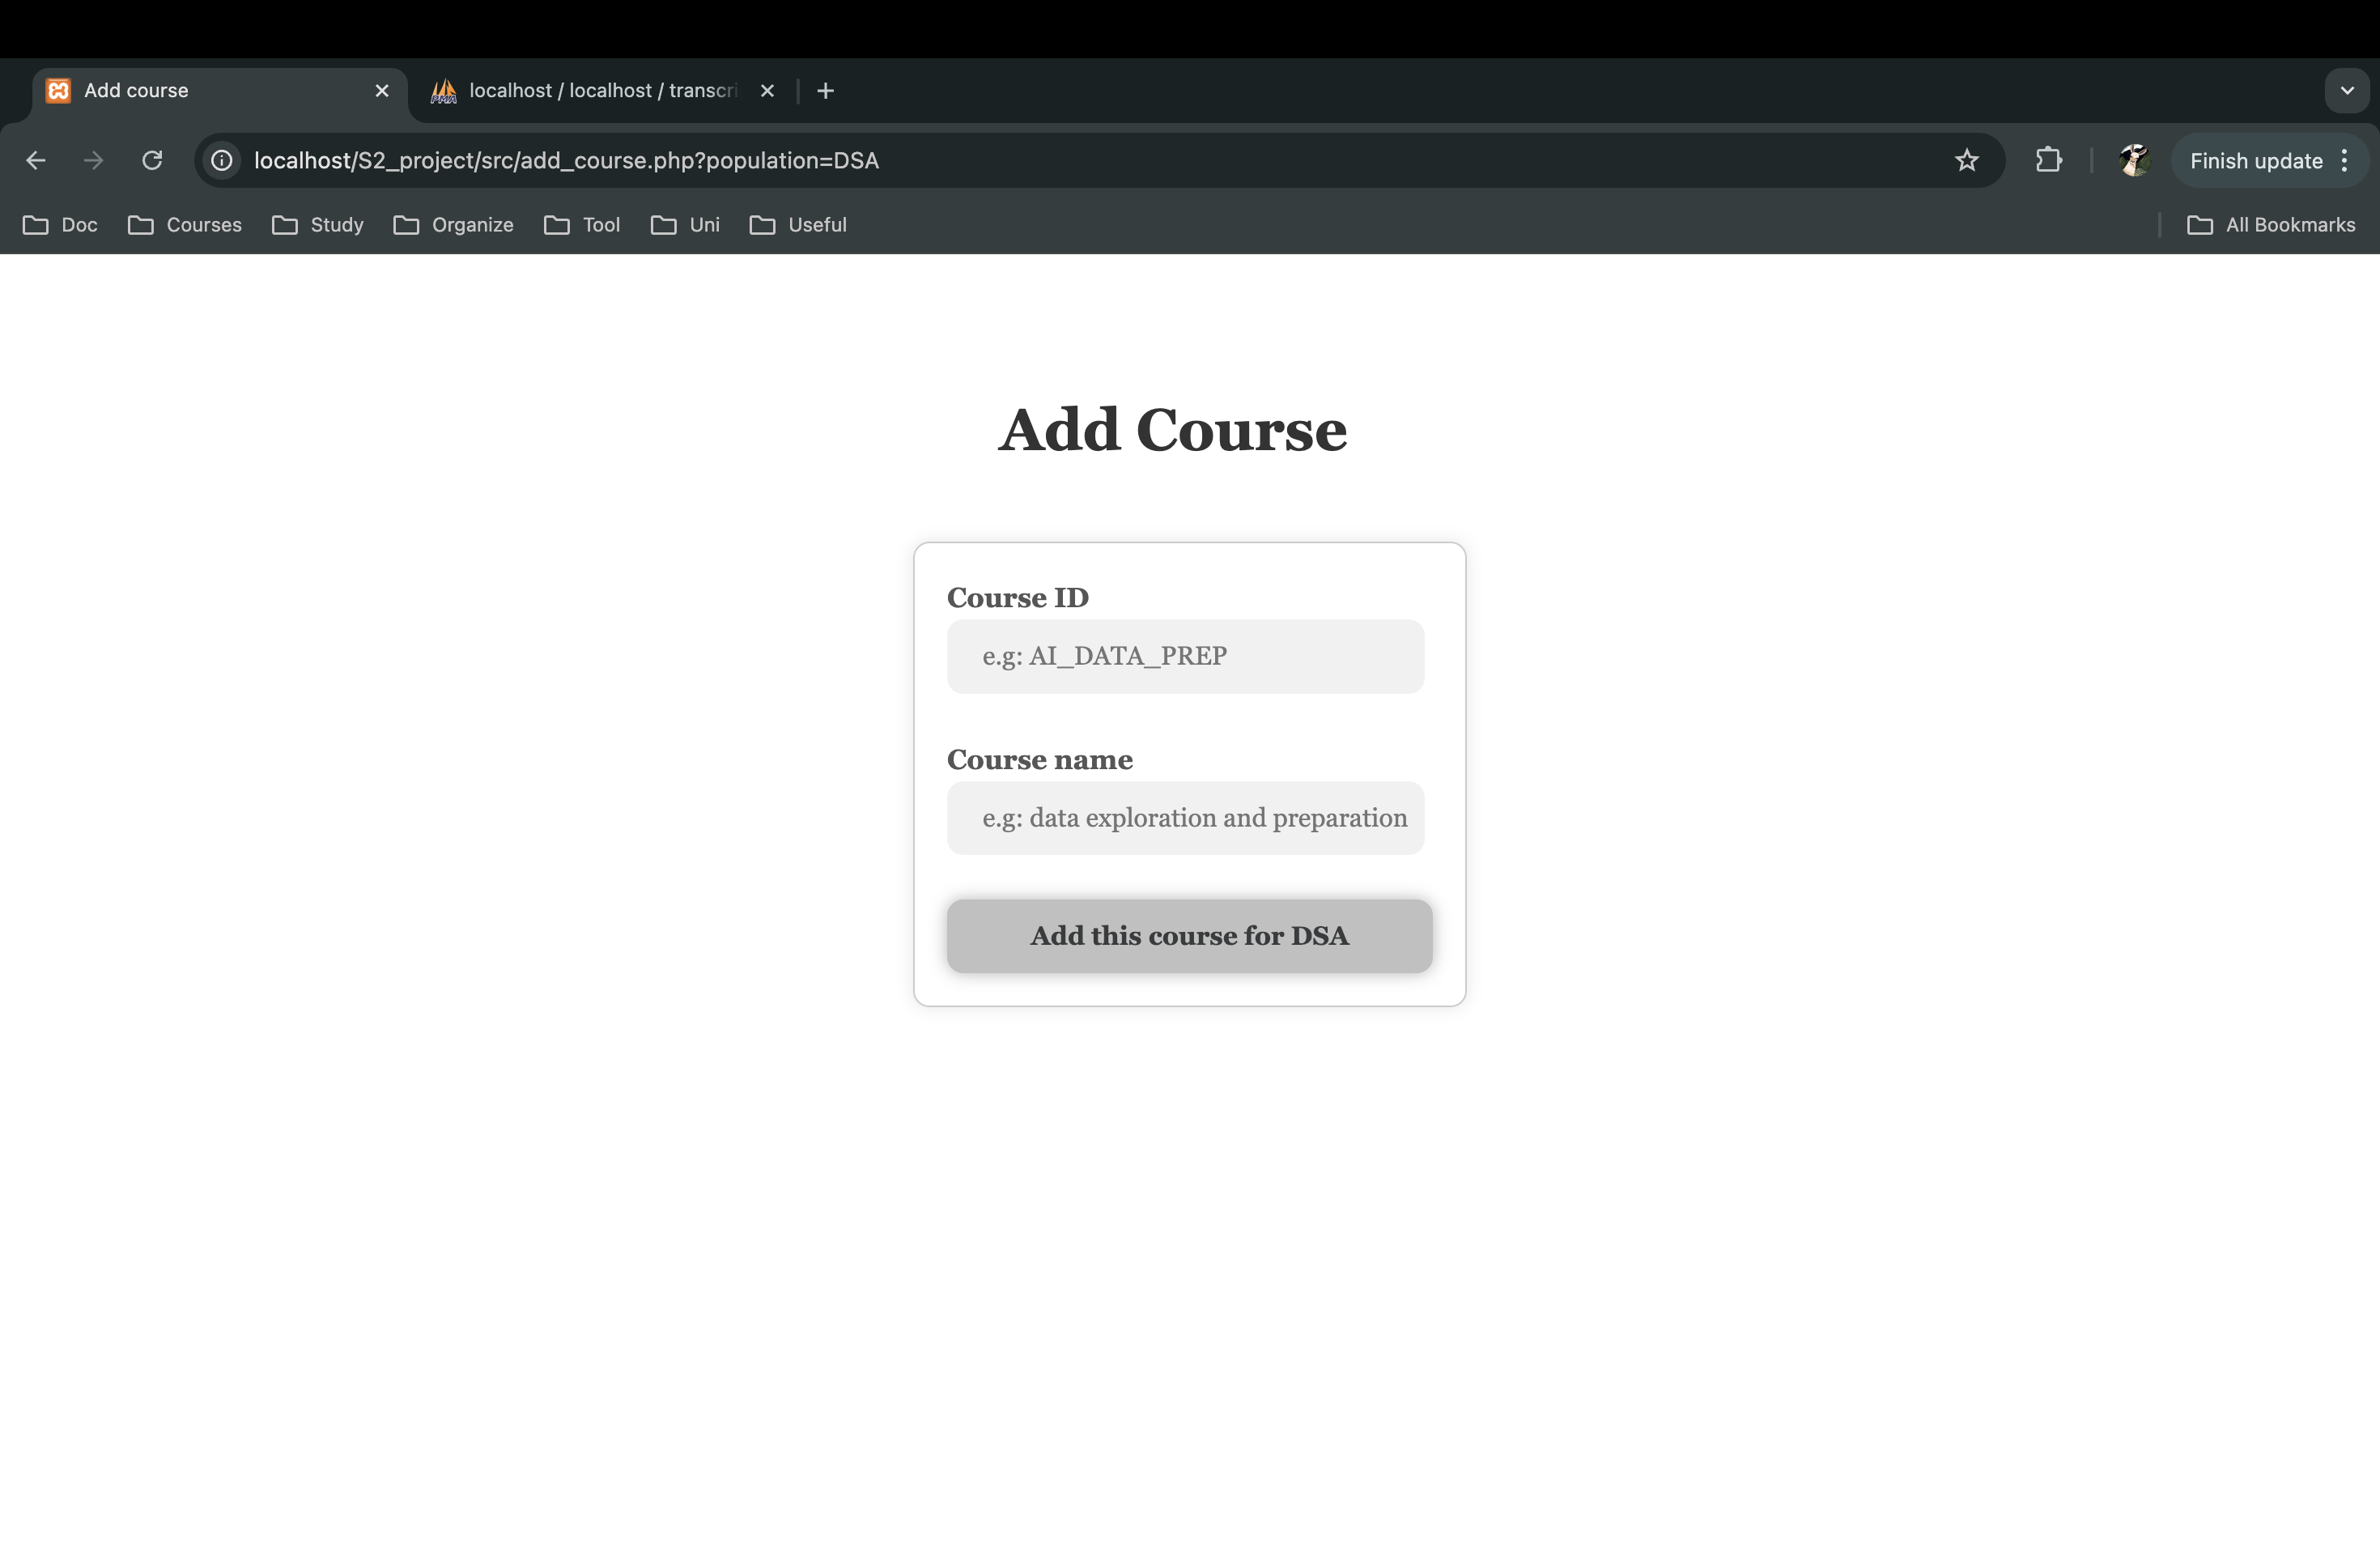 Add course
localhost / localhost / transcri
localhost/S2_project/src/add_course.php?population=DSA
Finish update
Doc
Courses
Study
Organize
Tool
Uni
Useful
All Bookmarks
Add Course
Course ID
e.g: AI_DATA_PREP
Course name
e.g: data exploration and preparation
Add this course for DSA